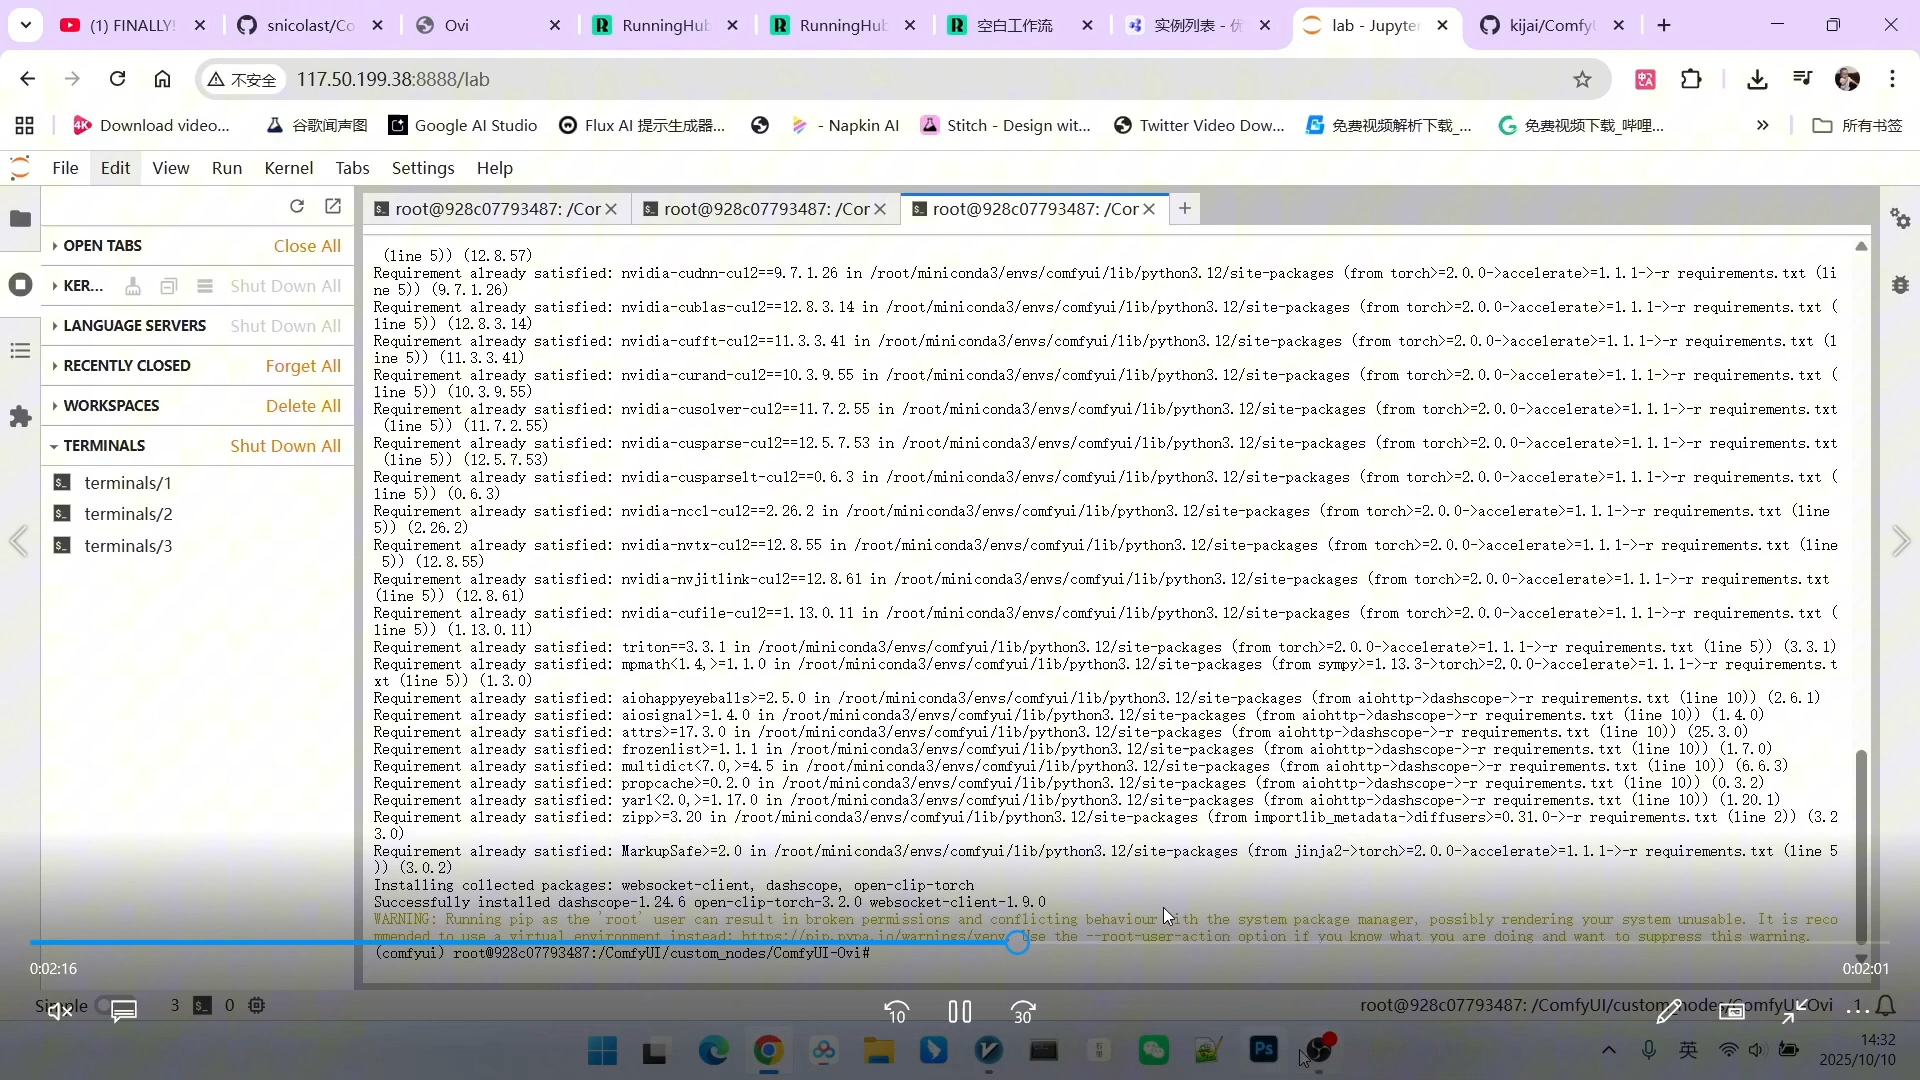 (1) FINALLY!
snicolast/Co
Ovi
RunningHub
RunningHub
空白工作流
实例列表 - 优
lab - Jupyter
kijai/ComfyU
不安全
117.50.199.38:8888/lab
Download video...
谷歌闻声图
Google AI Studio
Flux AI 提示生成器...
- Napkin AI
Stitch - Design wit...
Twitter Video Dow...
免费视频解析下载_...
免费视频下载_哔哩...
»
所有书签
File Edit View Run Kernel Tabs Settings Help
root@928c07793487: /Cor
root@928c07793487: /Cor
root@928c07793487: /Cor
OPEN TABS
Close All
KER...
Shut Down All
LANGUAGE SERVERS
Shut Down All
RECENTLY CLOSED
Forget All
WORKSPACES
Delete All
TERMINALS
Shut Down All
terminals/1
terminals/2
terminals/3
(line 5)) (12.8.57)
Requirement already satisfied: nvidia-cudnn-cu12==9.7.1.26 in /root/miniconda3/envs/comfyui/lib/python3.12/site-packages (from torch>=2.0.0->accelerate>=1.1.1->-r requirements.txt (li
ne 5)) (9.7.1.26)
Requirement already satisfied: nvidia-cublas-cu12==12.8.3.14 in /root/miniconda3/envs/comfyui/lib/python3.12/site-packages (from torch>=2.0.0->accelerate>=1.1.1->-r requirements.txt (
line 5)) (12.8.3.14)
Requirement already satisfied: nvidia-cufft-cu12==11.3.3.41 in /root/miniconda3/envs/comfyui/lib/python3.12/site-packages (from torch>=2.0.0->accelerate>=1.1.1->-r requirements.txt (l
ine 5)) (11.3.3.41)
Requirement already satisfied: nvidia-curand-cu12==10.3.9.55 in /root/miniconda3/envs/comfyui/lib/python3.12/site-packages (from torch>=2.0.0->accelerate>=1.1.1->-r requirements.txt (
line 5)) (10.3.9.55)
Requirement already satisfied: nvidia-cusolver-cu12==11.7.2.55 in /root/miniconda3/envs/comfyui/lib/python3.12/site-packages (from torch>=2.0.0->accelerate>=1.1.1->-r requirements.txt
(line 5)) (11.7.2.55)
Requirement already satisfied: nvidia-cusparse-cu12==12.5.7.53 in /root/miniconda3/envs/comfyui/lib/python3.12/site-packages (from torch>=2.0.0->accelerate>=1.1.1->-r requirements.txt
(line 5)) (12.5.7.53)
Requirement already satisfied: nvidia-cusparselt-cu12==0.6.3 in /root/miniconda3/envs/comfyui/lib/python3.12/site-packages (from torch>=2.0.0->accelerate>=1.1.1->-r requirements.txt (
line 5)) (0.6.3)
Requirement already satisfied: nvidia-nccl-cu12==2.26.2 in /root/miniconda3/envs/comfyui/lib/python3.12/site-packages (from torch>=2.0.0->accelerate>=1.1.1->-r requirements.txt (line
5)) (2.26.2)
Requirement already satisfied: nvidia-nvtx-cu12==12.8.55 in /root/miniconda3/envs/comfyui/lib/python3.12/site-packages (from torch>=2.0.0->accelerate>=1.1.1->-r requirements.txt (line
5)) (12.8.55)
Requirement already satisfied: nvidia-nvjitlink-cu12==12.8.61 in /root/miniconda3/envs/comfyui/lib/python3.12/site-packages (from torch>=2.0.0->accelerate>=1.1.1->-r requirements.txt
(line 5)) (12.8.61)
Requirement already satisfied: nvidia-cufile-cu12==1.13.0.11 in /root/miniconda3/envs/comfyui/lib/python3.12/site-packages (from torch>=2.0.0->accelerate>=1.1.1->-r requirements.txt (
line 5)) (1.13.0.11)
Requirement already satisfied: triton==3.3.1 in /root/miniconda3/envs/comfyui/lib/python3.12/site-packages (from torch>=2.0.0->accelerate>=1.1.1->-r requirements.txt (line 5)) (3.3.1)
Requirement already satisfied: mpmath<1.4,>=1.1.0 in /root/miniconda3/envs/comfyui/lib/python3.12/site-packages (from sympy>=1.13.3->torch>=2.0.0->accelerate>=1.1.1->-r requirements.t
xt (line 5)) (1.3.0)
Requirement already satisfied: aiohappyeyeballs>=2.5.0 in /root/miniconda3/envs/comfyui/lib/python3.12/site-packages (from aiohttp->dashscope->-r requirements.txt (line 10)) (2.6.1)
Requirement already satisfied: aiosignal>=1.4.0 in /root/miniconda3/envs/comfyui/lib/python3.12/site-packages (from aiohttp->dashscope->-r requirements.txt (line 10)) (1.4.0)
Requirement already satisfied: attrs>=17.3.0 in /root/miniconda3/envs/comfyui/lib/python3.12/site-packages (from aiohttp->dashscope->-r requirements.txt (line 10)) (25.3.0)
Requirement already satisfied: frozenlist>=1.1.1 in /root/miniconda3/envs/comfyui/lib/python3.12/site-packages (from aiohttp->dashscope->-r requirements.txt (line 10)) (1.7.0)
Requirement already satisfied: multidict<7.0,>=4.5 in /root/miniconda3/envs/comfyui/lib/python3.12/site-packages (from aiohttp->dashscope->-r requirements.txt (line 10)) (6.6.3)
Requirement already satisfied: propcache>=0.2.0 in /root/miniconda3/envs/comfyui/lib/python3.12/site-packages (from aiohttp->dashscope->-r requirements.txt (line 10)) (0.3.2)
Requirement already satisfied: yarl<2.0,>=1.17.0 in /root/miniconda3/envs/comfyui/lib/python3.12/site-packages (from aiohttp->dashscope->-r requirements.txt (line 10)) (1.20.1)
Requirement already satisfied: zipp>=3.20 in /root/miniconda3/envs/comfyui/lib/python3.12/site-packages (from importlib_metadata->diffusers>=0.31.0->-r requirements.txt (line 2)) (3.2
3.0)
Requirement already satisfied: MarkupSafe>=2.0 in /root/miniconda3/envs/comfyui/lib/python3.12/site-packages (from jinja2->torch>=2.0.0->accelerate>=1.1.1->-r requirements.txt (line 5
)) (3.0.2)
Installing collected packages: websocket-client, dashscope, open-clip-torch
Successfully installed dashscope-1.24.6 open-clip-torch-3.2.0 websocket-client-1.9.0
WARNING: Running pip as the 'root' user can result in broken permissions and conflicting behaviour with the system package manager, possibly rendering your system unusable. It is reco
mmended to use a virtual environment instead: https://pip.pypa.io/warnings/venv. Use the --root-user-action option if you know what you are doing and want to suppress this warning.
(comfyui) root@928c07793487:/ComfyUI/custom_nodes/ComfyUI-Ovi#
0:02:16
0:02:01
Simple
3
0
root@928c07793487: /ComfyUI/custom_nodes/ComfyUI-Ovi
1
10
30
Ps
英
14:32
2025/10/10